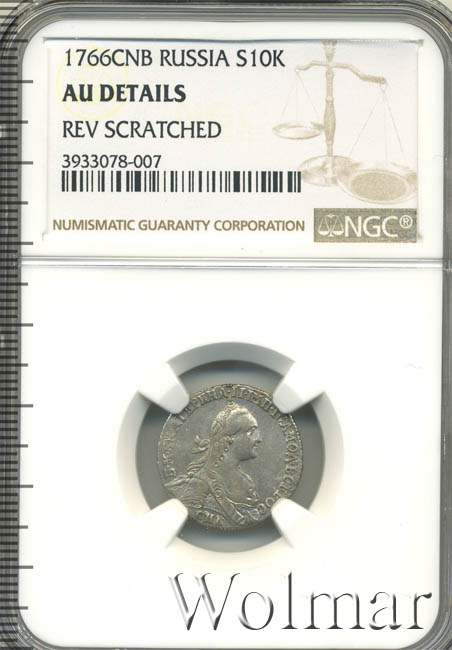 1766CNB RUSSIA S10K
AU DETAILS
REV SCRATCHED
3933078-007
NUMISMATIC GUARANTY CORPORATION NGC®
Wolmar